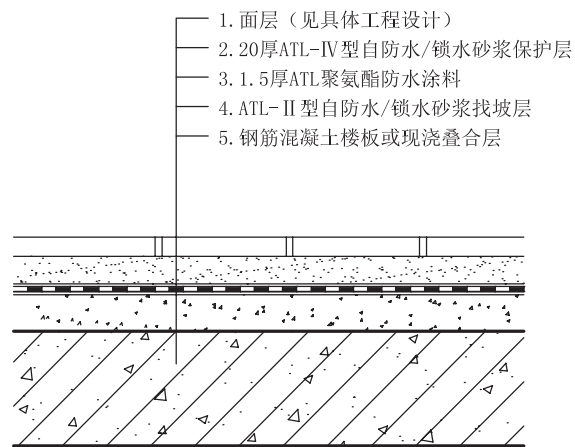 1.面层（见具体工程设计）
2.20厚ATL-Ⅳ型自防水/锁水砂浆保护层
3.1.5厚ATL聚氨酯防水涂料
4.ATL-Ⅱ型自防水/锁水砂浆找坡层
5.钢筋混凝土楼板或现浇叠合层